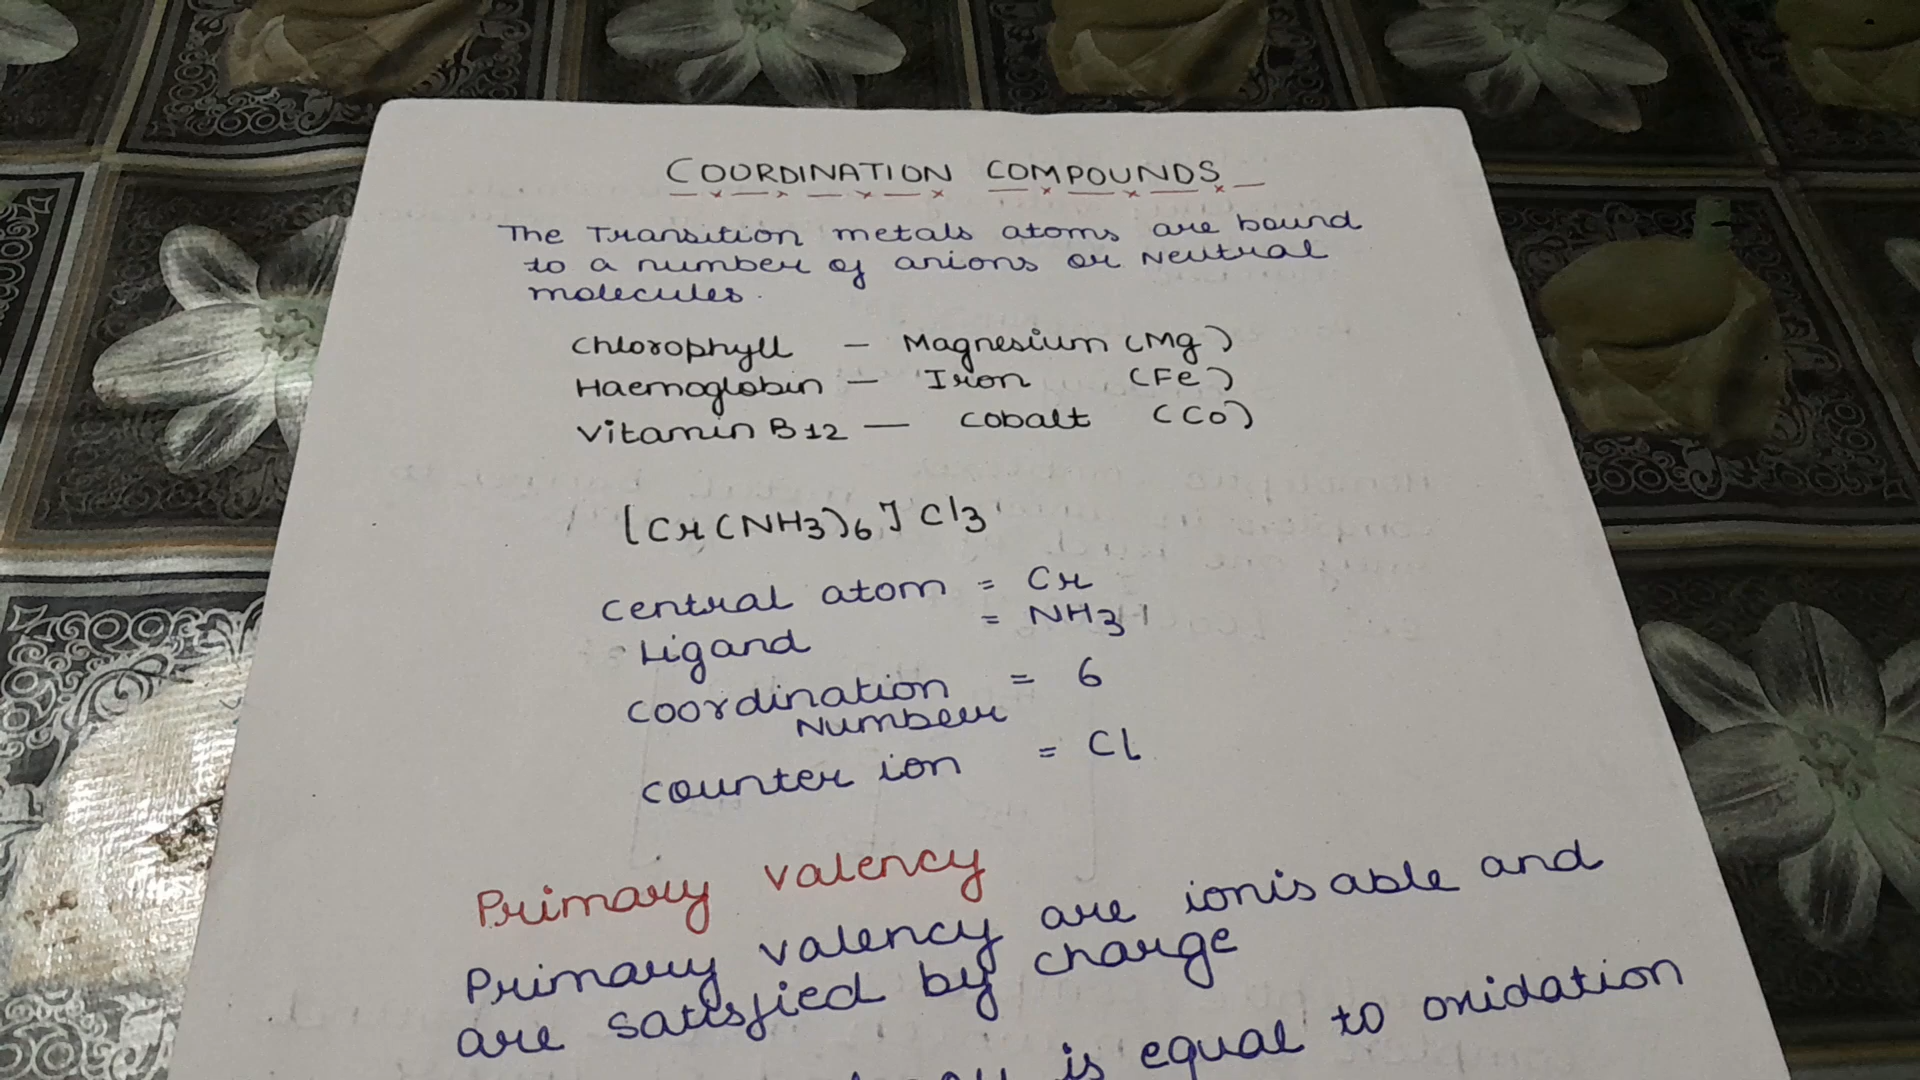 COORDINATION COMPOUNDS
The Transition metals atoms are bound
to a number of anions or Neutral
molecules.
Chlorophyll - Magnesium (Mg)
Haemoglobin - Iron (Fe)
Vitamin B12 - Cobalt (Co)
[Cr(NH3)6]Cl3
Central atom = Cr
Ligand = NH3
Coordination = 6
Number
Counter ion = Cl
Primary valency
Primary valency are ionisable and
are satisfied by charge
is equal to oxidation